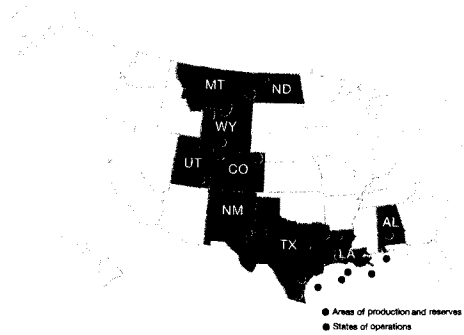 MT
ND
WY
UT
CO
NM
AL
TX
LA
Areas of production and reserves
States of operations